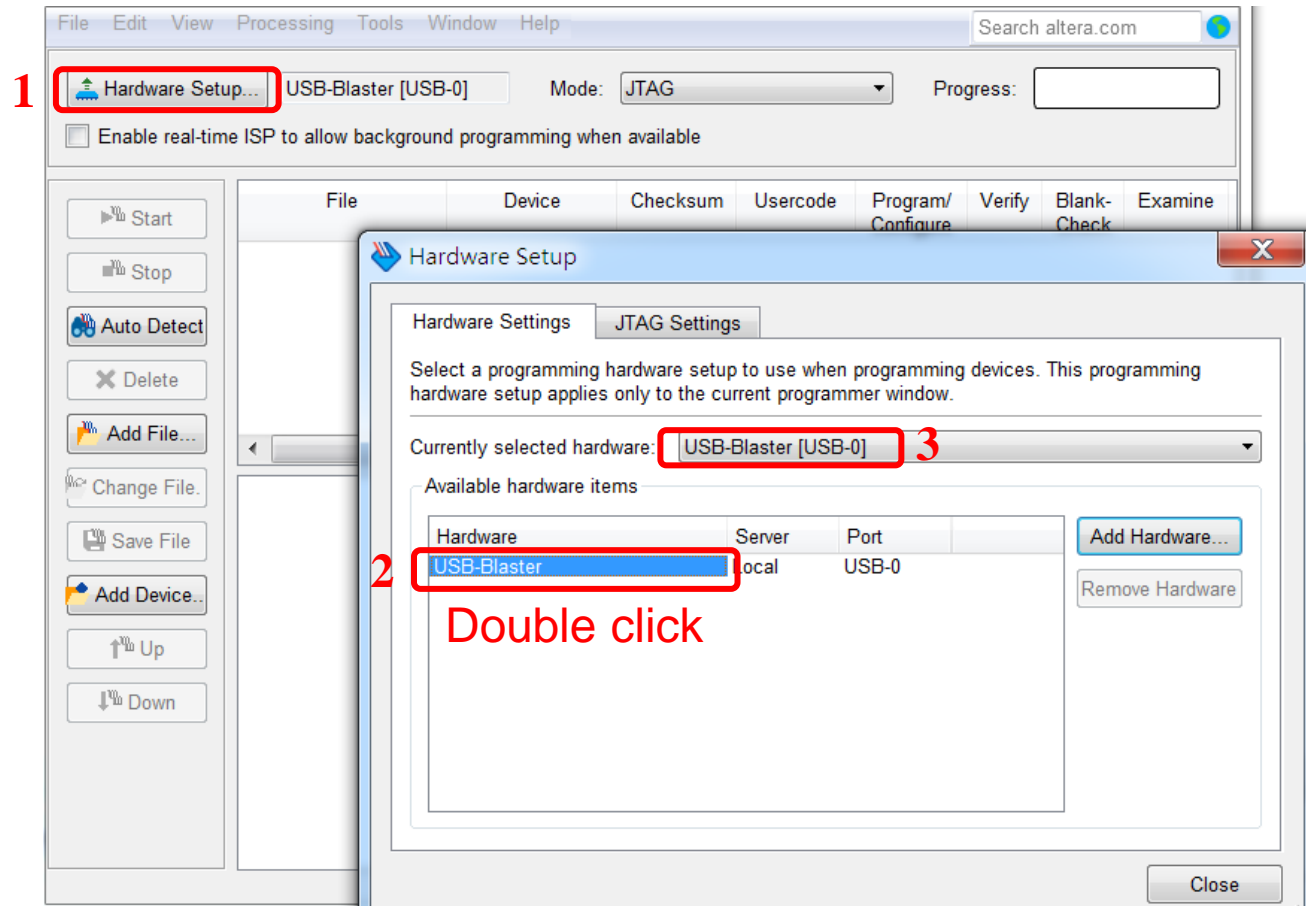 File Edit View Processing Tools Window Help Search altera.com
1 Hardware Setup... USB-Blaster [USB-0] Mode: JTAG Progress:
Enable real-time ISP to allow background programming when available
File Device Checksum Usercode Program/ Configure Verify Blank- Check Examine
Start
Stop
Auto Detect
Delete
Add File...
Change File.
Save File
Add Device..
Up
Down
Hardware Setup X
Hardware Settings JTAG Settings
Select a programming hardware setup to use when programming devices. This programming
hardware setup applies only to the current programmer window.
Currently selected hardware: USB-Blaster [USB-0] 3
Available hardware items
Hardware Server Port
2 USB-Blaster Local USB-0
Double click
Add Hardware...
Remove Hardware
Close